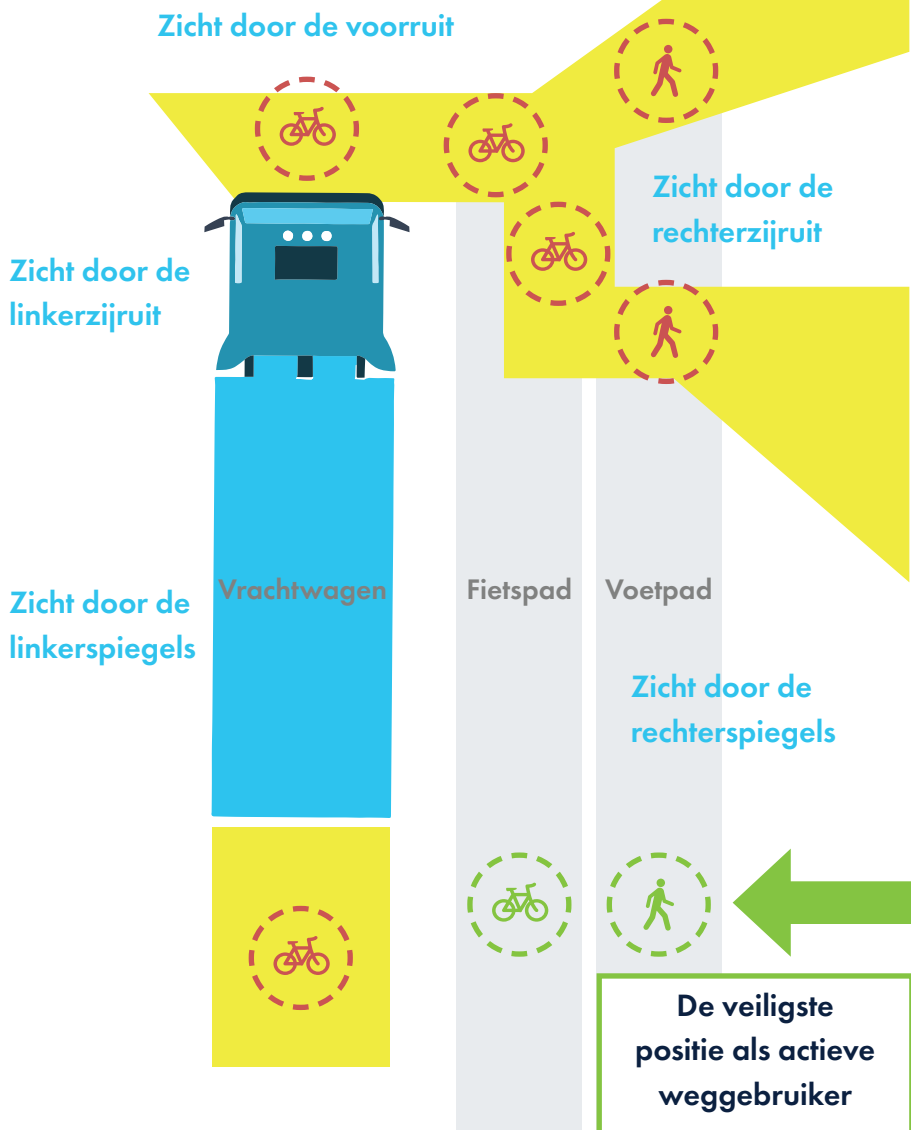 Zicht door de voorruit
Zicht door de
rechterzijruit
Zicht door de
linkerzijruit
Zicht door de
linkerspiegels
Vrachtwagen
Fietspad
Voetpad
Zicht door de
rechterspiegels
De veiligste
positie als actieve
weggebruiker